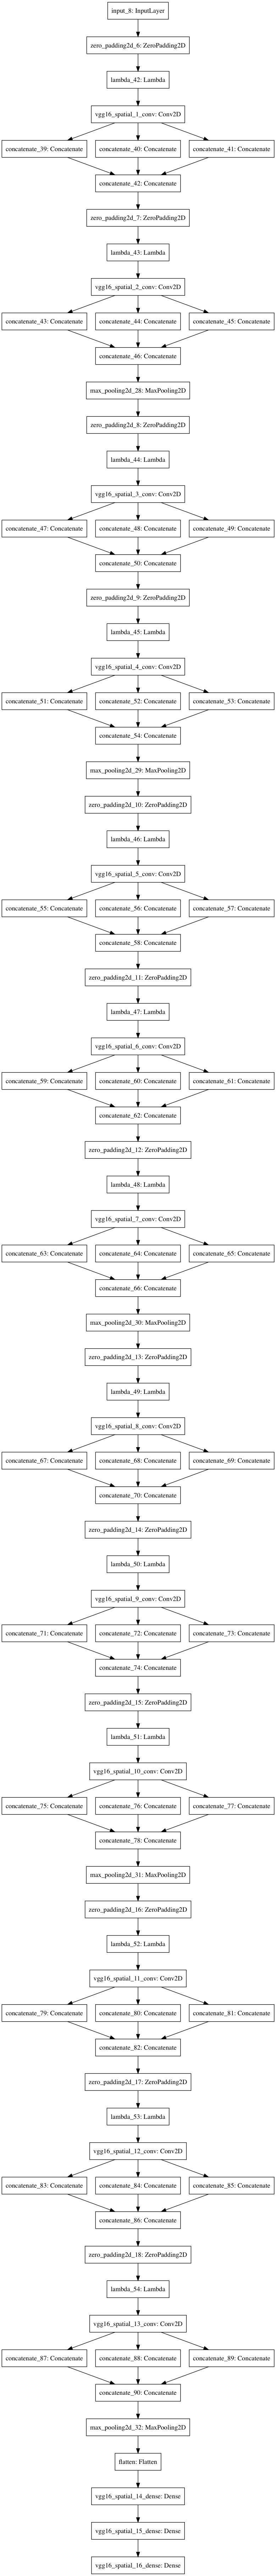 input_8: InputLayer
zero_padding2d_6: ZeroPadding2D
lambda_42: Lambda
vgg16_spatial_1_conv: Conv2D
concatenate_39: Concatenate
concatenate_40: Concatenate
concatenate_41: Concatenate
concatenate_42: Concatenate
zero_padding2d_7: ZeroPadding2D
lambda_43: Lambda
vgg16_spatial_2_conv: Conv2D
concatenate_43: Concatenate
concatenate_44: Concatenate
concatenate_45: Concatenate
concatenate_46: Concatenate
max_pooling2d_28: MaxPooling2D
zero_padding2d_8: ZeroPadding2D
lambda_44: Lambda
vgg16_spatial_3_conv: Conv2D
concatenate_47: Concatenate
concatenate_48: Concatenate
concatenate_49: Concatenate
concatenate_50: Concatenate
zero_padding2d_9: ZeroPadding2D
lambda_45: Lambda
vgg16_spatial_4_conv: Conv2D
concatenate_51: Concatenate
concatenate_52: Concatenate
concatenate_53: Concatenate
concatenate_54: Concatenate
max_pooling2d_29: MaxPooling2D
zero_padding2d_10: ZeroPadding2D
lambda_46: Lambda
vgg16_spatial_5_conv: Conv2D
concatenate_55: Concatenate
concatenate_56: Concatenate
concatenate_57: Concatenate
concatenate_58: Concatenate
zero_padding2d_11: ZeroPadding2D
lambda_47: Lambda
vgg16_spatial_6_conv: Conv2D
concatenate_59: Concatenate
concatenate_60: Concatenate
concatenate_61: Concatenate
concatenate_62: Concatenate
zero_padding2d_12: ZeroPadding2D
lambda_48: Lambda
vgg16_spatial_7_conv: Conv2D
concatenate_63: Concatenate
concatenate_64: Concatenate
concatenate_65: Concatenate
concatenate_66: Concatenate
max_pooling2d_30: MaxPooling2D
zero_padding2d_13: ZeroPadding2D
lambda_49: Lambda
vgg16_spatial_8_conv: Conv2D
concatenate_67: Concatenate
concatenate_68: Concatenate
concatenate_69: Concatenate
concatenate_70: Concatenate
zero_padding2d_14: ZeroPadding2D
lambda_50: Lambda
vgg16_spatial_9_conv: Conv2D
concatenate_71: Concatenate
concatenate_72: Concatenate
concatenate_73: Concatenate
concatenate_74: Concatenate
zero_padding2d_15: ZeroPadding2D
lambda_51: Lambda
vgg16_spatial_10_conv: Conv2D
concatenate_75: Concatenate
concatenate_76: Concatenate
concatenate_77: Concatenate
concatenate_78: Concatenate
max_pooling2d_31: MaxPooling2D
zero_padding2d_16: ZeroPadding2D
lambda_52: Lambda
vgg16_spatial_11_conv: Conv2D
concatenate_79: Concatenate
concatenate_80: Concatenate
concatenate_81: Concatenate
concatenate_82: Concatenate
zero_padding2d_17: ZeroPadding2D
lambda_53: Lambda
vgg16_spatial_12_conv: Conv2D
concatenate_83: Concatenate
concatenate_84: Concatenate
concatenate_85: Concatenate
concatenate_86: Concatenate
zero_padding2d_18: ZeroPadding2D
lambda_54: Lambda
vgg16_spatial_13_conv: Conv2D
concatenate_87: Concatenate
concatenate_88: Concatenate
concatenate_89: Concatenate
concatenate_90: Concatenate
max_pooling2d_32: MaxPooling2D
flatten: Flatten
vgg16_spatial_14_dense: Dense
vgg16_spatial_15_dense: Dense
vgg16_spatial_16_dense: Dense